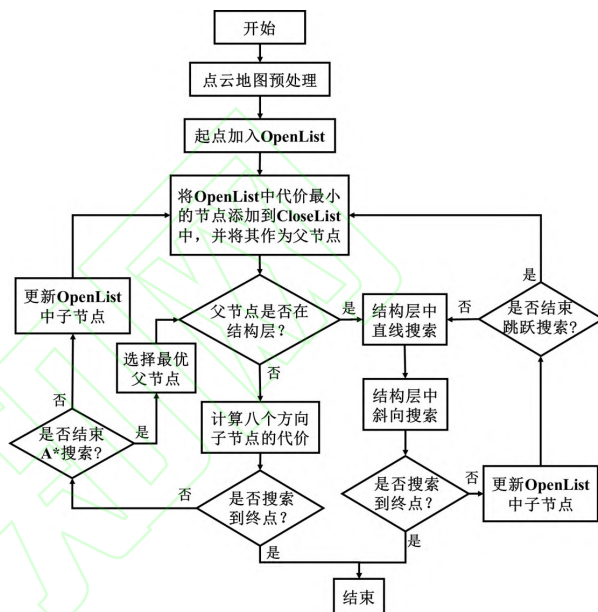 开始
点云地图预处理
起点加入OpenList
将OpenList中代价最小
的节点添加到CloseList
中，并将其作为父节点
更新OpenList
中子节点
父节点是否在
结构层？
是
否
结构层中
直线搜索
否
是
是否结束
跳跃搜索？
选择最优
父节点
结构层中
斜向搜索
否
是否结束
A*搜索？
是
计算八个方向
子节点的代价
否
是否搜索
到终点？
是
是否搜索
到终点？
否
是
更新OpenList
中子节点
结束